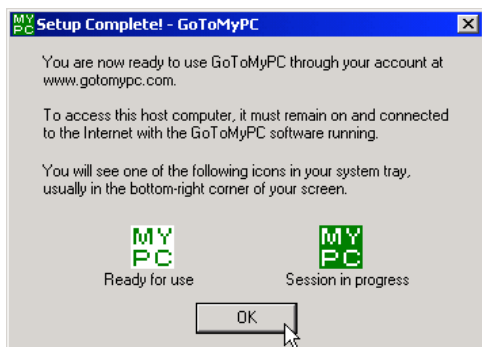 MY
PC
Setup Complete! - GoToMyPC
You are now ready to use GoToMyPC through your account at
www.gotomypc.com.
To access this host computer, it must remain on and connected
to the Internet with the GoToMyPC software running.
You will see one of the following icons in your system tray,
usually in the bottom-right corner of your screen.
MY
PC
MY
PC
Ready for use
Session in progress
OK